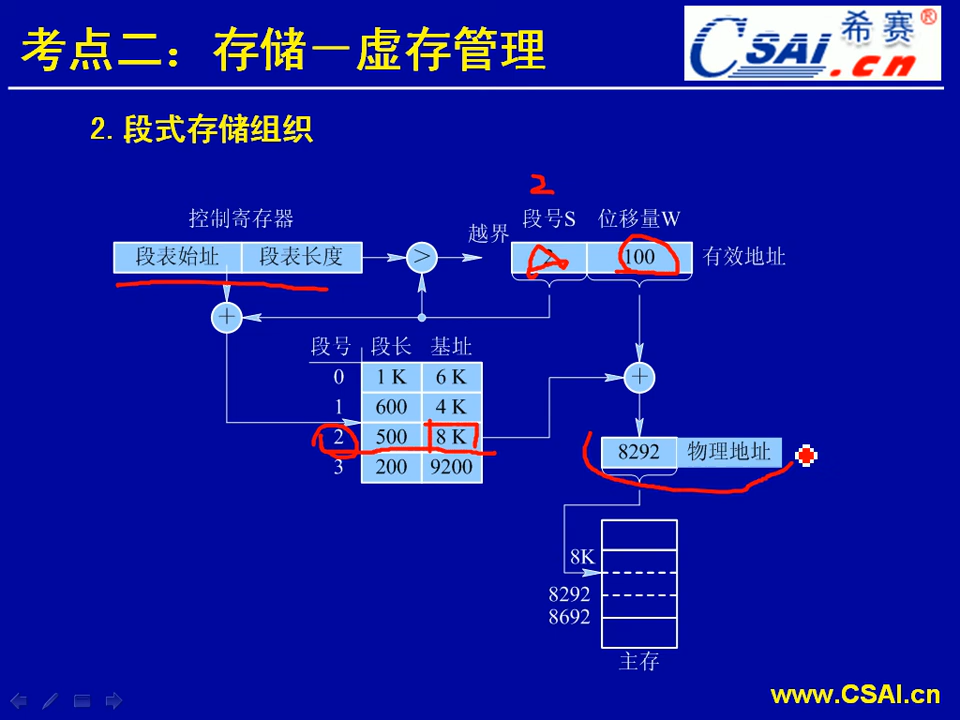 考点二：存储－虚存管理
CSAI.cn 希赛®
2.段式存储组织
2
控制寄存器
段表始址 段表长度
>
越界
段号S 位移量W
2 100
有效地址
+
段号 段长 基址
0 1 K 6 K
1 600 4 K
2 500 8 K
3 200 9200
+
8292 物理地址
8K
8292
8692
主存
www.CSAI.cn